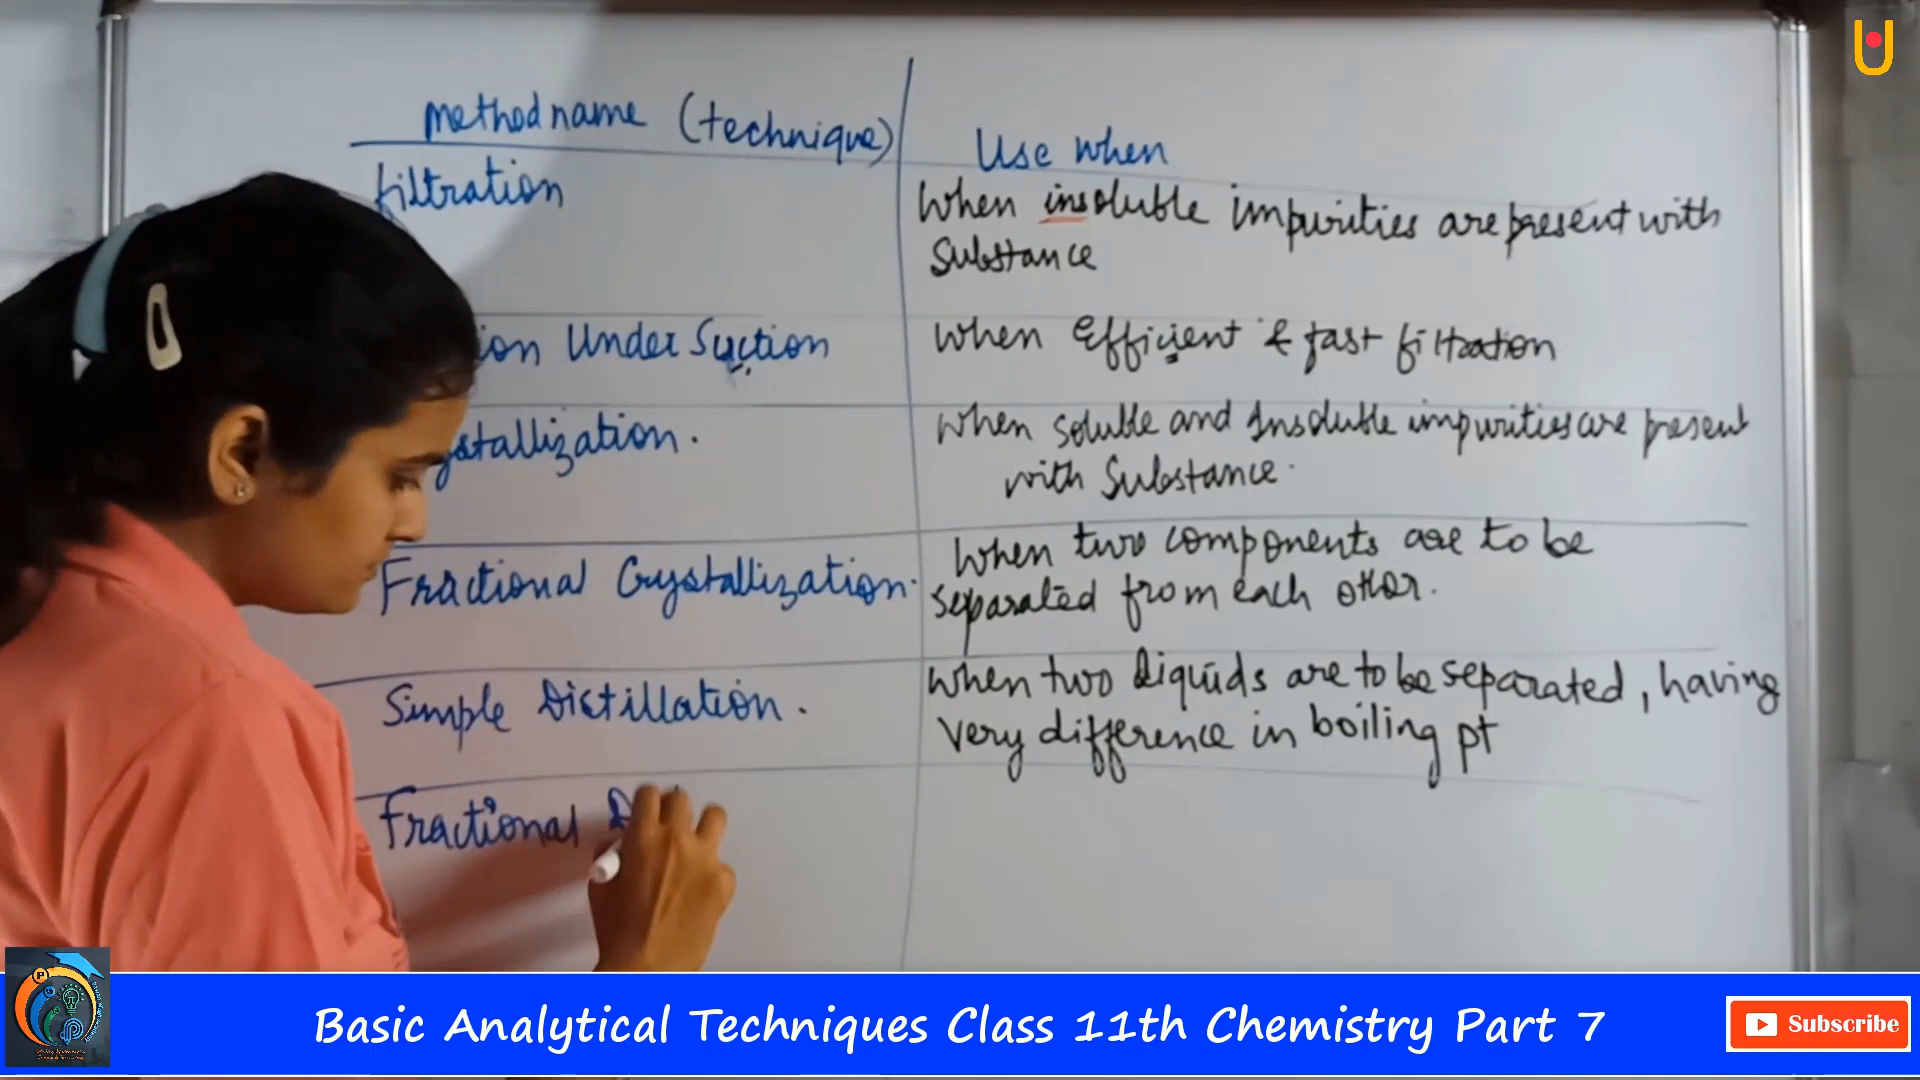 Method name (technique)
Use when
filtration
When insoluble impurities are present with
Substance
ion Under Suction
When Efficient & fast filtration
ystallization.
When Soluble and Insoluble impurities are present
with Substance.
Fractional Crystallization.
When two components are to be
separated from each other.
Simple Distillation.
When two Liquids are to be separated, having
very difference in boiling pt
Fractional D
Basic Analytical Techniques Class 11th Chemistry Part 7
Subscribe